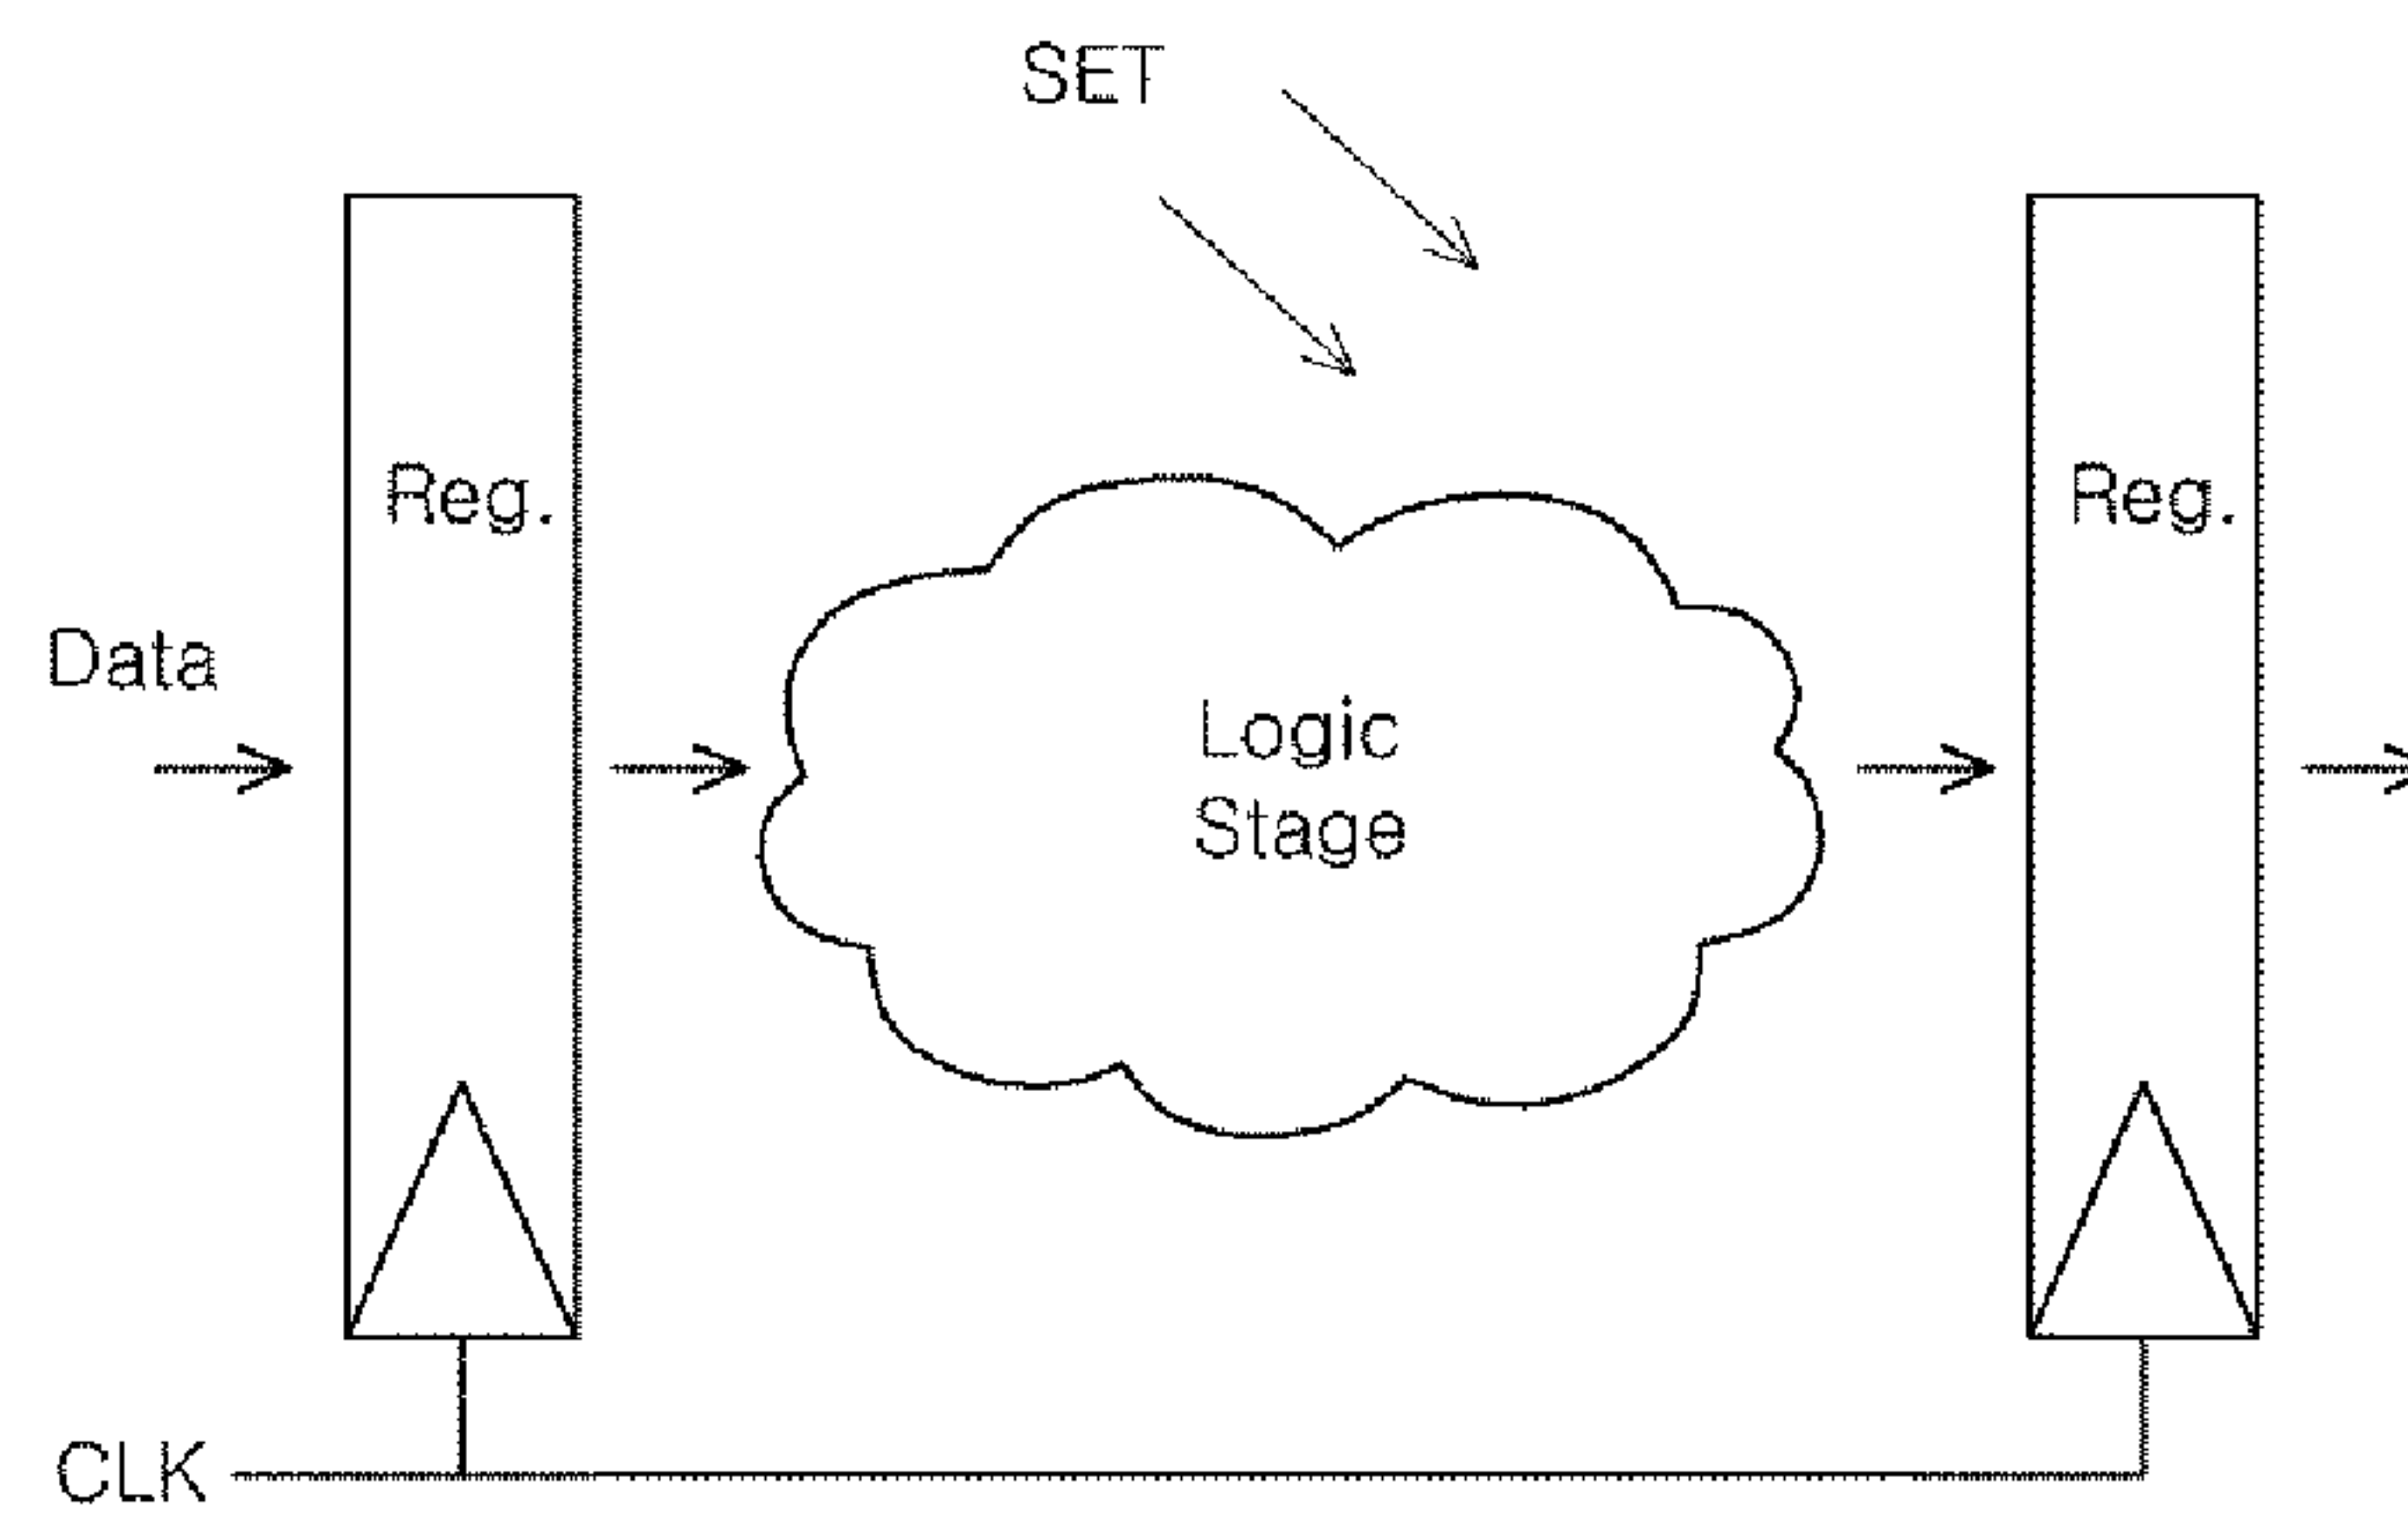 SET
Reg.
Reg.
Data
Logic
Stage
CLK